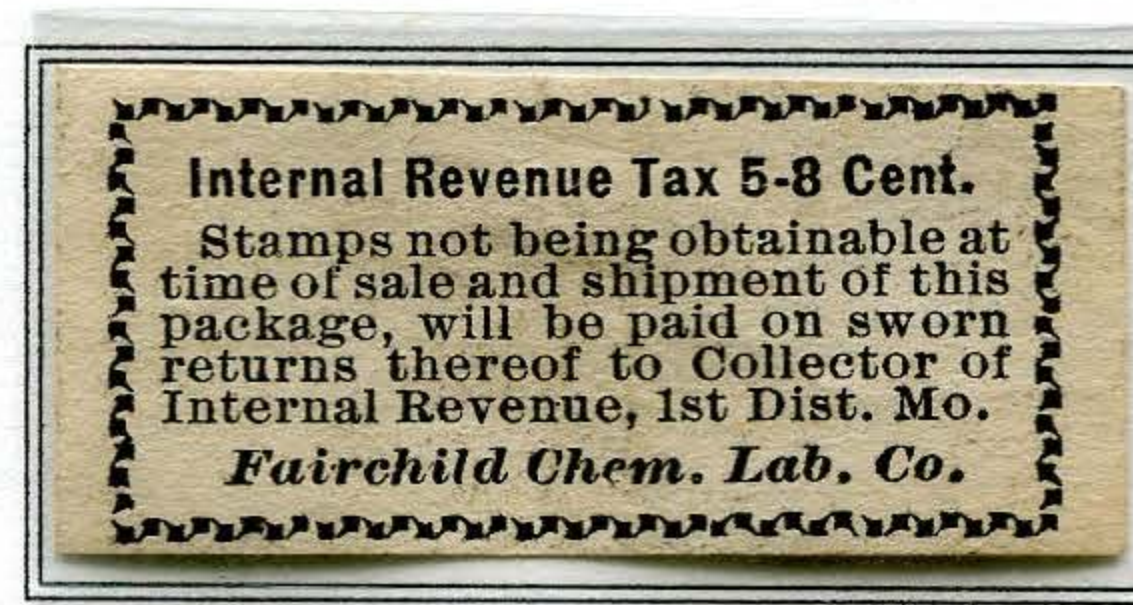 Internal Revenue Tax 5-8 Cent.
Stamps not being obtainable at
time of sale and shipment of this
package, will be paid on sworn
returns thereof to Collector of
Internal Revenue, 1st Dist. Mo.
Fairchild Chem. Lab. Co.